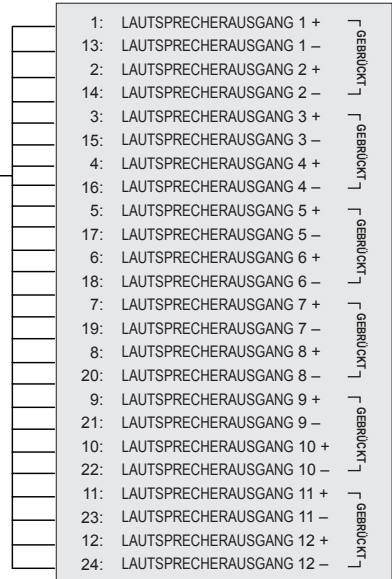 1: LAUTSPRECHERAUSGANG 1 +
13: LAUTSPRECHERAUSGANG 1 –
2: LAUTSPRECHERAUSGANG 2 +
14: LAUTSPRECHERAUSGANG 2 –
GEBRÜCKT
3: LAUTSPRECHERAUSGANG 3 +
15: LAUTSPRECHERAUSGANG 3 –
4: LAUTSPRECHERAUSGANG 4 +
16: LAUTSPRECHERAUSGANG 4 –
GEBRÜCKT
5: LAUTSPRECHERAUSGANG 5 +
17: LAUTSPRECHERAUSGANG 5 –
6: LAUTSPRECHERAUSGANG 6 +
18: LAUTSPRECHERAUSGANG 6 –
GEBRÜCKT
7: LAUTSPRECHERAUSGANG 7 +
19: LAUTSPRECHERAUSGANG 7 –
8: LAUTSPRECHERAUSGANG 8 +
20: LAUTSPRECHERAUSGANG 8 –
GEBRÜCKT
9: LAUTSPRECHERAUSGANG 9 +
21: LAUTSPRECHERAUSGANG 9 –
10: LAUTSPRECHERAUSGANG 10 +
22: LAUTSPRECHERAUSGANG 10 –
GEBRÜCKT
11: LAUTSPRECHERAUSGANG 11 +
23: LAUTSPRECHERAUSGANG 11 –
12: LAUTSPRECHERAUSGANG 12 +
24: LAUTSPRECHERAUSGANG 12 –
GEBRÜCKT